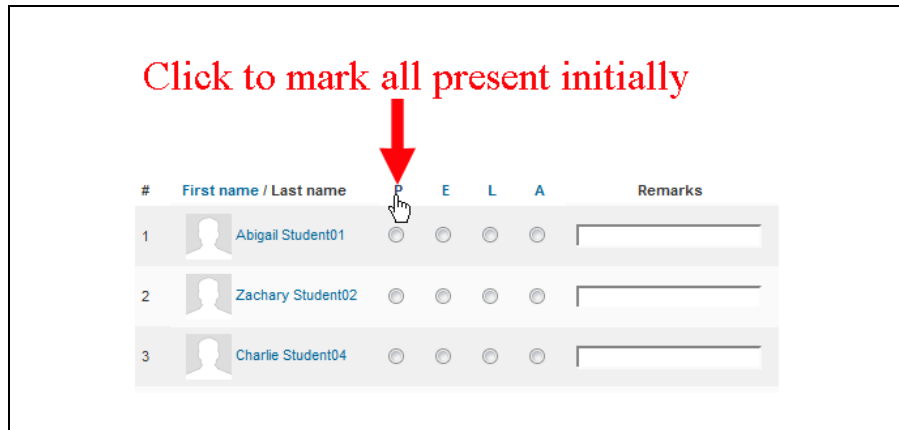 Click to mark all present initially
# First name / Last name P E L A Remarks
1 Abigail Student01
2 Zachary Student02
3 Charlie Student04